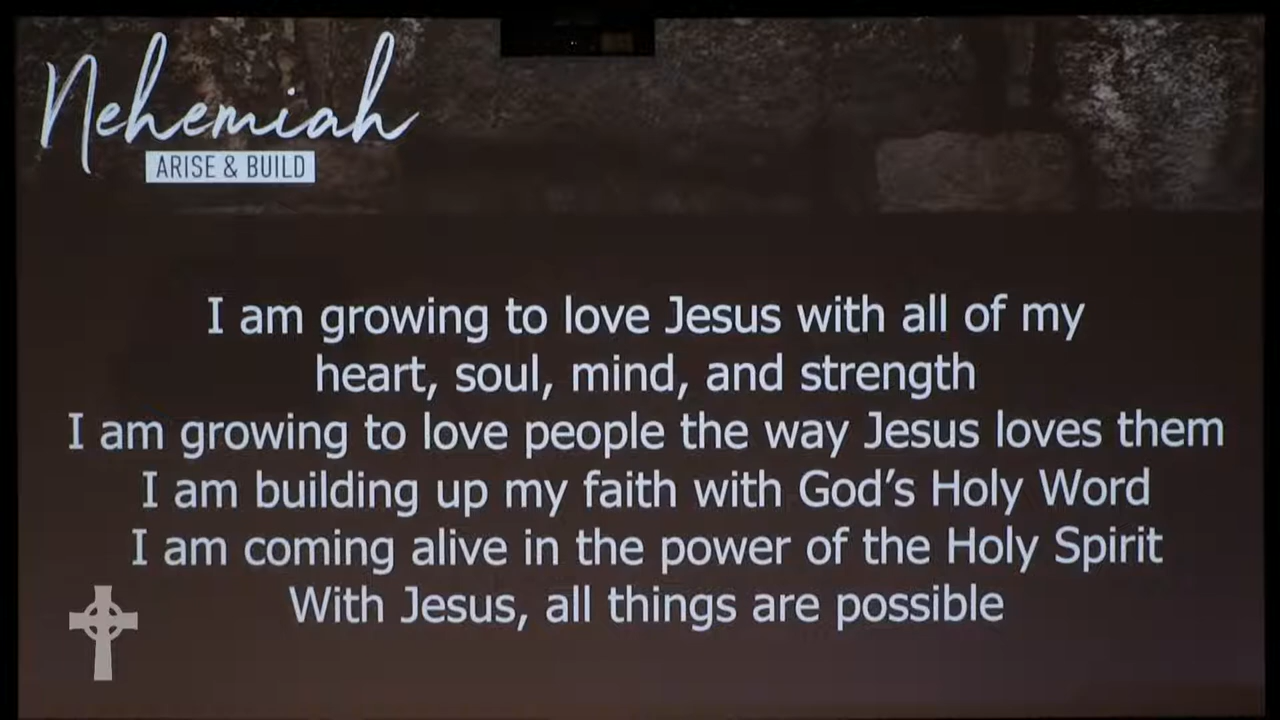 Nehemiah
ARISE & BUILD
I am growing to love Jesus with all of my
heart, soul, mind, and strength
I am growing to love people the way Jesus loves them
I am building up my faith with God's Holy Word
I am coming alive in the power of the Holy Spirit
With Jesus, all things are possible